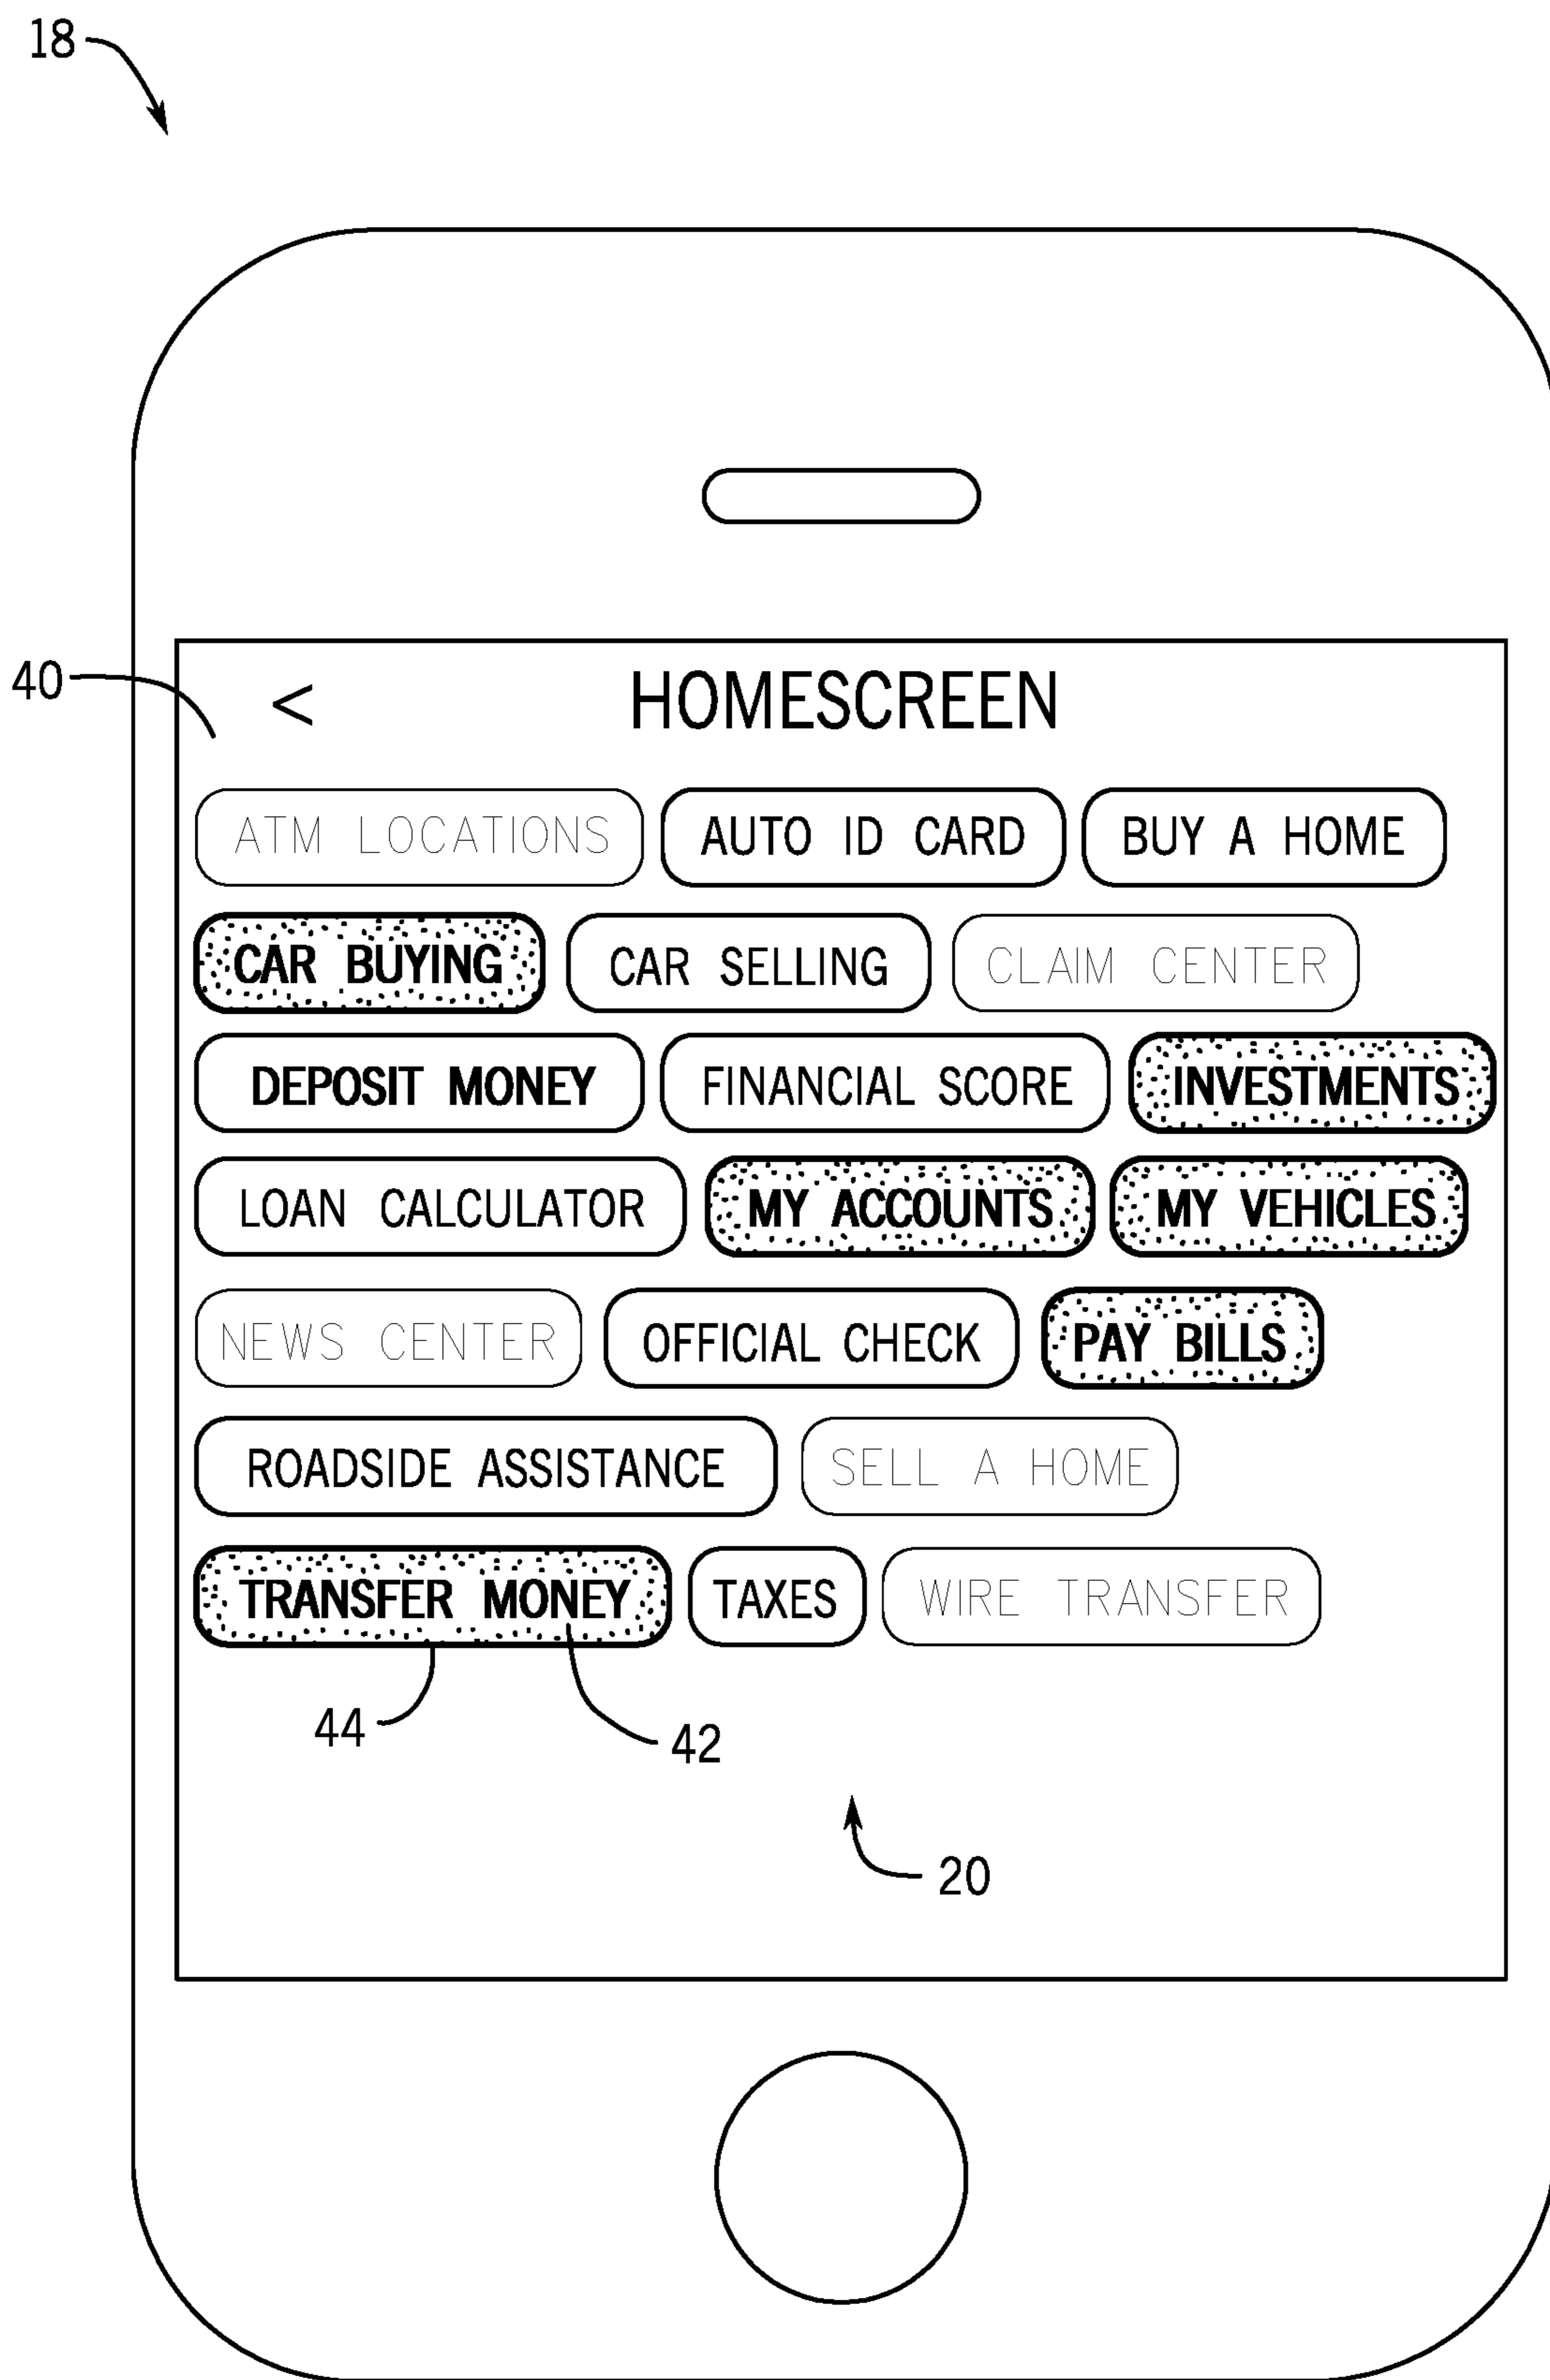 18
40 < HOMESCREEN
ATM LOCATIONS AUTO ID CARD BUY A HOME
CAR BUYING CAR SELLING CLAIM CENTER
DEPOSIT MONEY FINANCIAL SCORE INVESTMENTS
LOAN CALCULATOR MY ACCOUNTS MY VEHICLES
NEWS CENTER OFFICIAL CHECK PAY BILLS
ROADSIDE ASSISTANCE SELL A HOME
TRANSFER MONEY TAXES WIRE TRANSFER
44 42
20